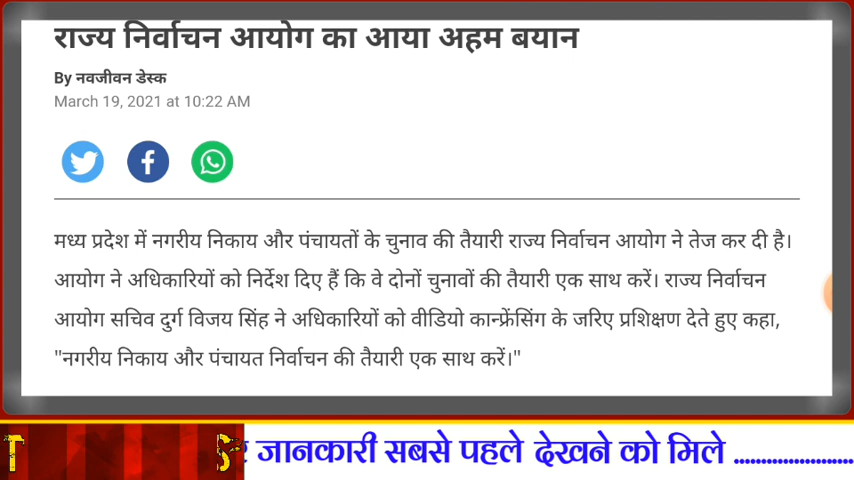 राज्य निर्वाचन आयोग का आया अहम बयान
By नवजीवन डेस्क
March 19, 2021 at 10:22 AM
मध्य प्रदेश में नगरीय निकाय और पंचायतों के चुनाव की तैयारी राज्य निर्वाचन आयोग ने तेज कर दी है।
आयोग ने अधिकारियों को निर्देश दिए हैं कि वे दोनों चुनावों की तैयारी एक साथ करें। राज्य निर्वाचन
आयोग सचिव दुर्ग विजय सिंह ने अधिकारियों को वीडियो कान्फ्रेंसिंग के जरिए प्रशिक्षण देते हुए कहा,
"नगरीय निकाय और पंचायत निर्वाचन की तैयारी एक साथ करें।"
T S जानकारी सबसे पहले देखने को मिले ......................